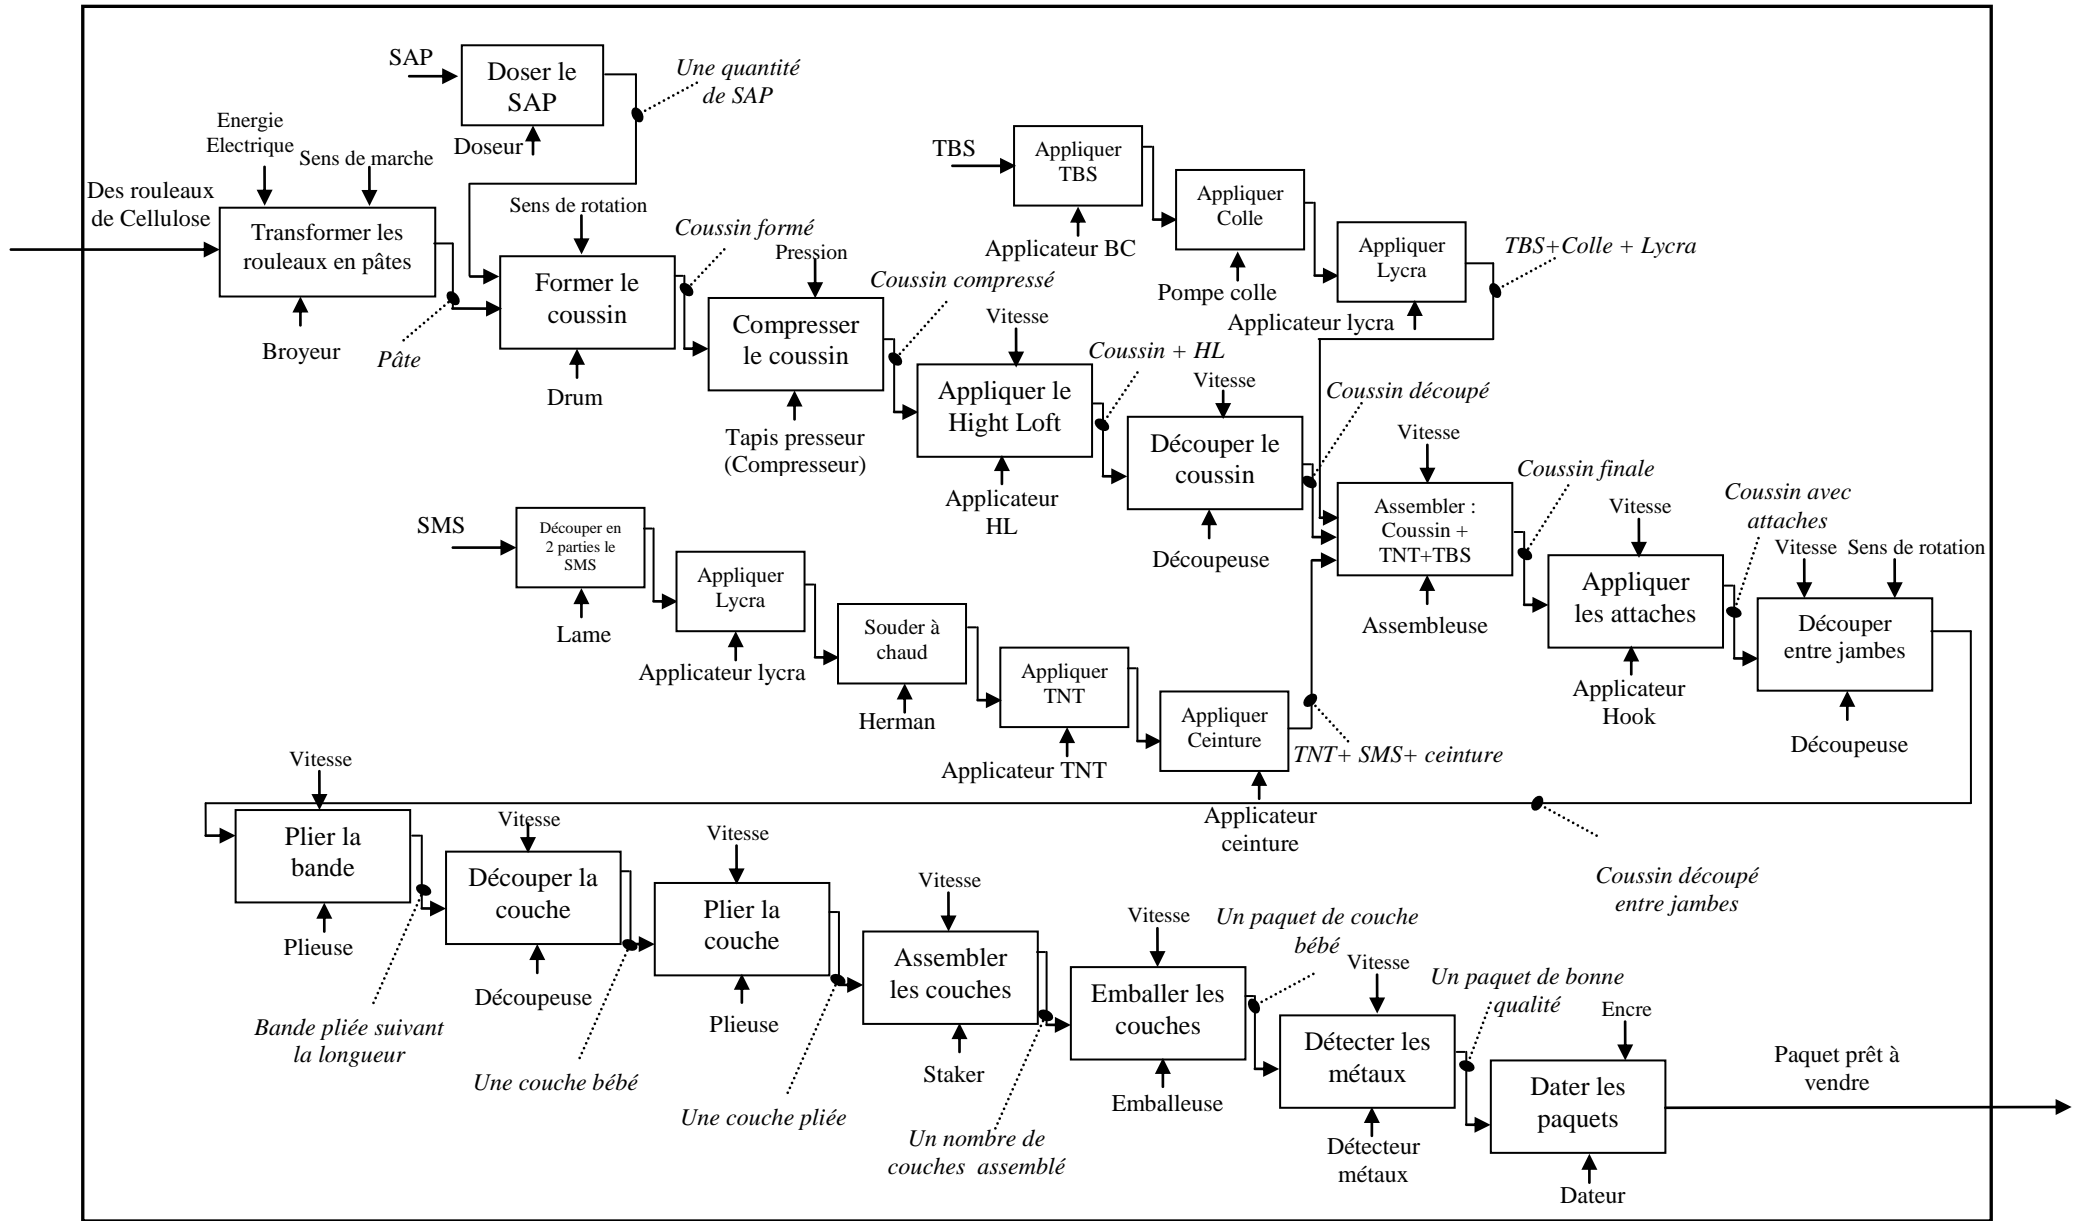 SAP
Doser le
SAP
Une quantité
de SAP
Doseur
Energie
Electrique
Sens de marche
Des rouleaux
de Cellulose
Transformer les
rouleaux en pâtes
Broyeur
Pâte
Sens de rotation
Former le
coussin
Drum
Coussin formé
Pression
Compresser
le coussin
Tapis presseur
(Compresseur)
Coussin compressé
Vitesse
Appliquer le
Hight Loft
Applicateur
HL
Coussin + HL
Vitesse
Découper le
coussin
Découpeuse
Coussin découpé
TBS
Appliquer
TBS
Applicateur BC
Appliquer
Colle
Pompe colle
Appliquer
Lycra
Applicateur lycra
TBS+Colle + Lycra
Vitesse
Assembler :
Coussin +
TNT+TBS
Assembleuse
Coussin finale
Vitesse
Appliquer
les attaches
Applicateur
Hook
Coussin avec
attaches
Vitesse
Sens de rotation
Découper
entre jambes
Découpeuse
SMS
Découper en
2 parties le
SMS
Lame
Appliquer
Lycra
Applicateur lycra
Souder à
chaud
Herman
Appliquer
TNT
Applicateur TNT
Appliquer
Ceinture
Applicateur
ceinture
TNT+ SMS+ ceinture
Coussin découpé
entre jambes
Vitesse
Plier la
bande
Plieuse
Bande pliée suivant
la longueur
Vitesse
Découper la
couche
Découpeuse
Une couche bébé
Vitesse
Plier la
couche
Plieuse
Une couche pliée
Vitesse
Assembler
les couches
Staker
Un nombre de
couches assemblé
Vitesse
Emballer les
couches
Emballeuse
Un paquet de couche
bébé
Vitesse
Détecter les
métaux
Détecteur
métaux
Un paquet de bonne
qualité
Encre
Dater les
paquets
Dateur
Paquet prêt à
vendre